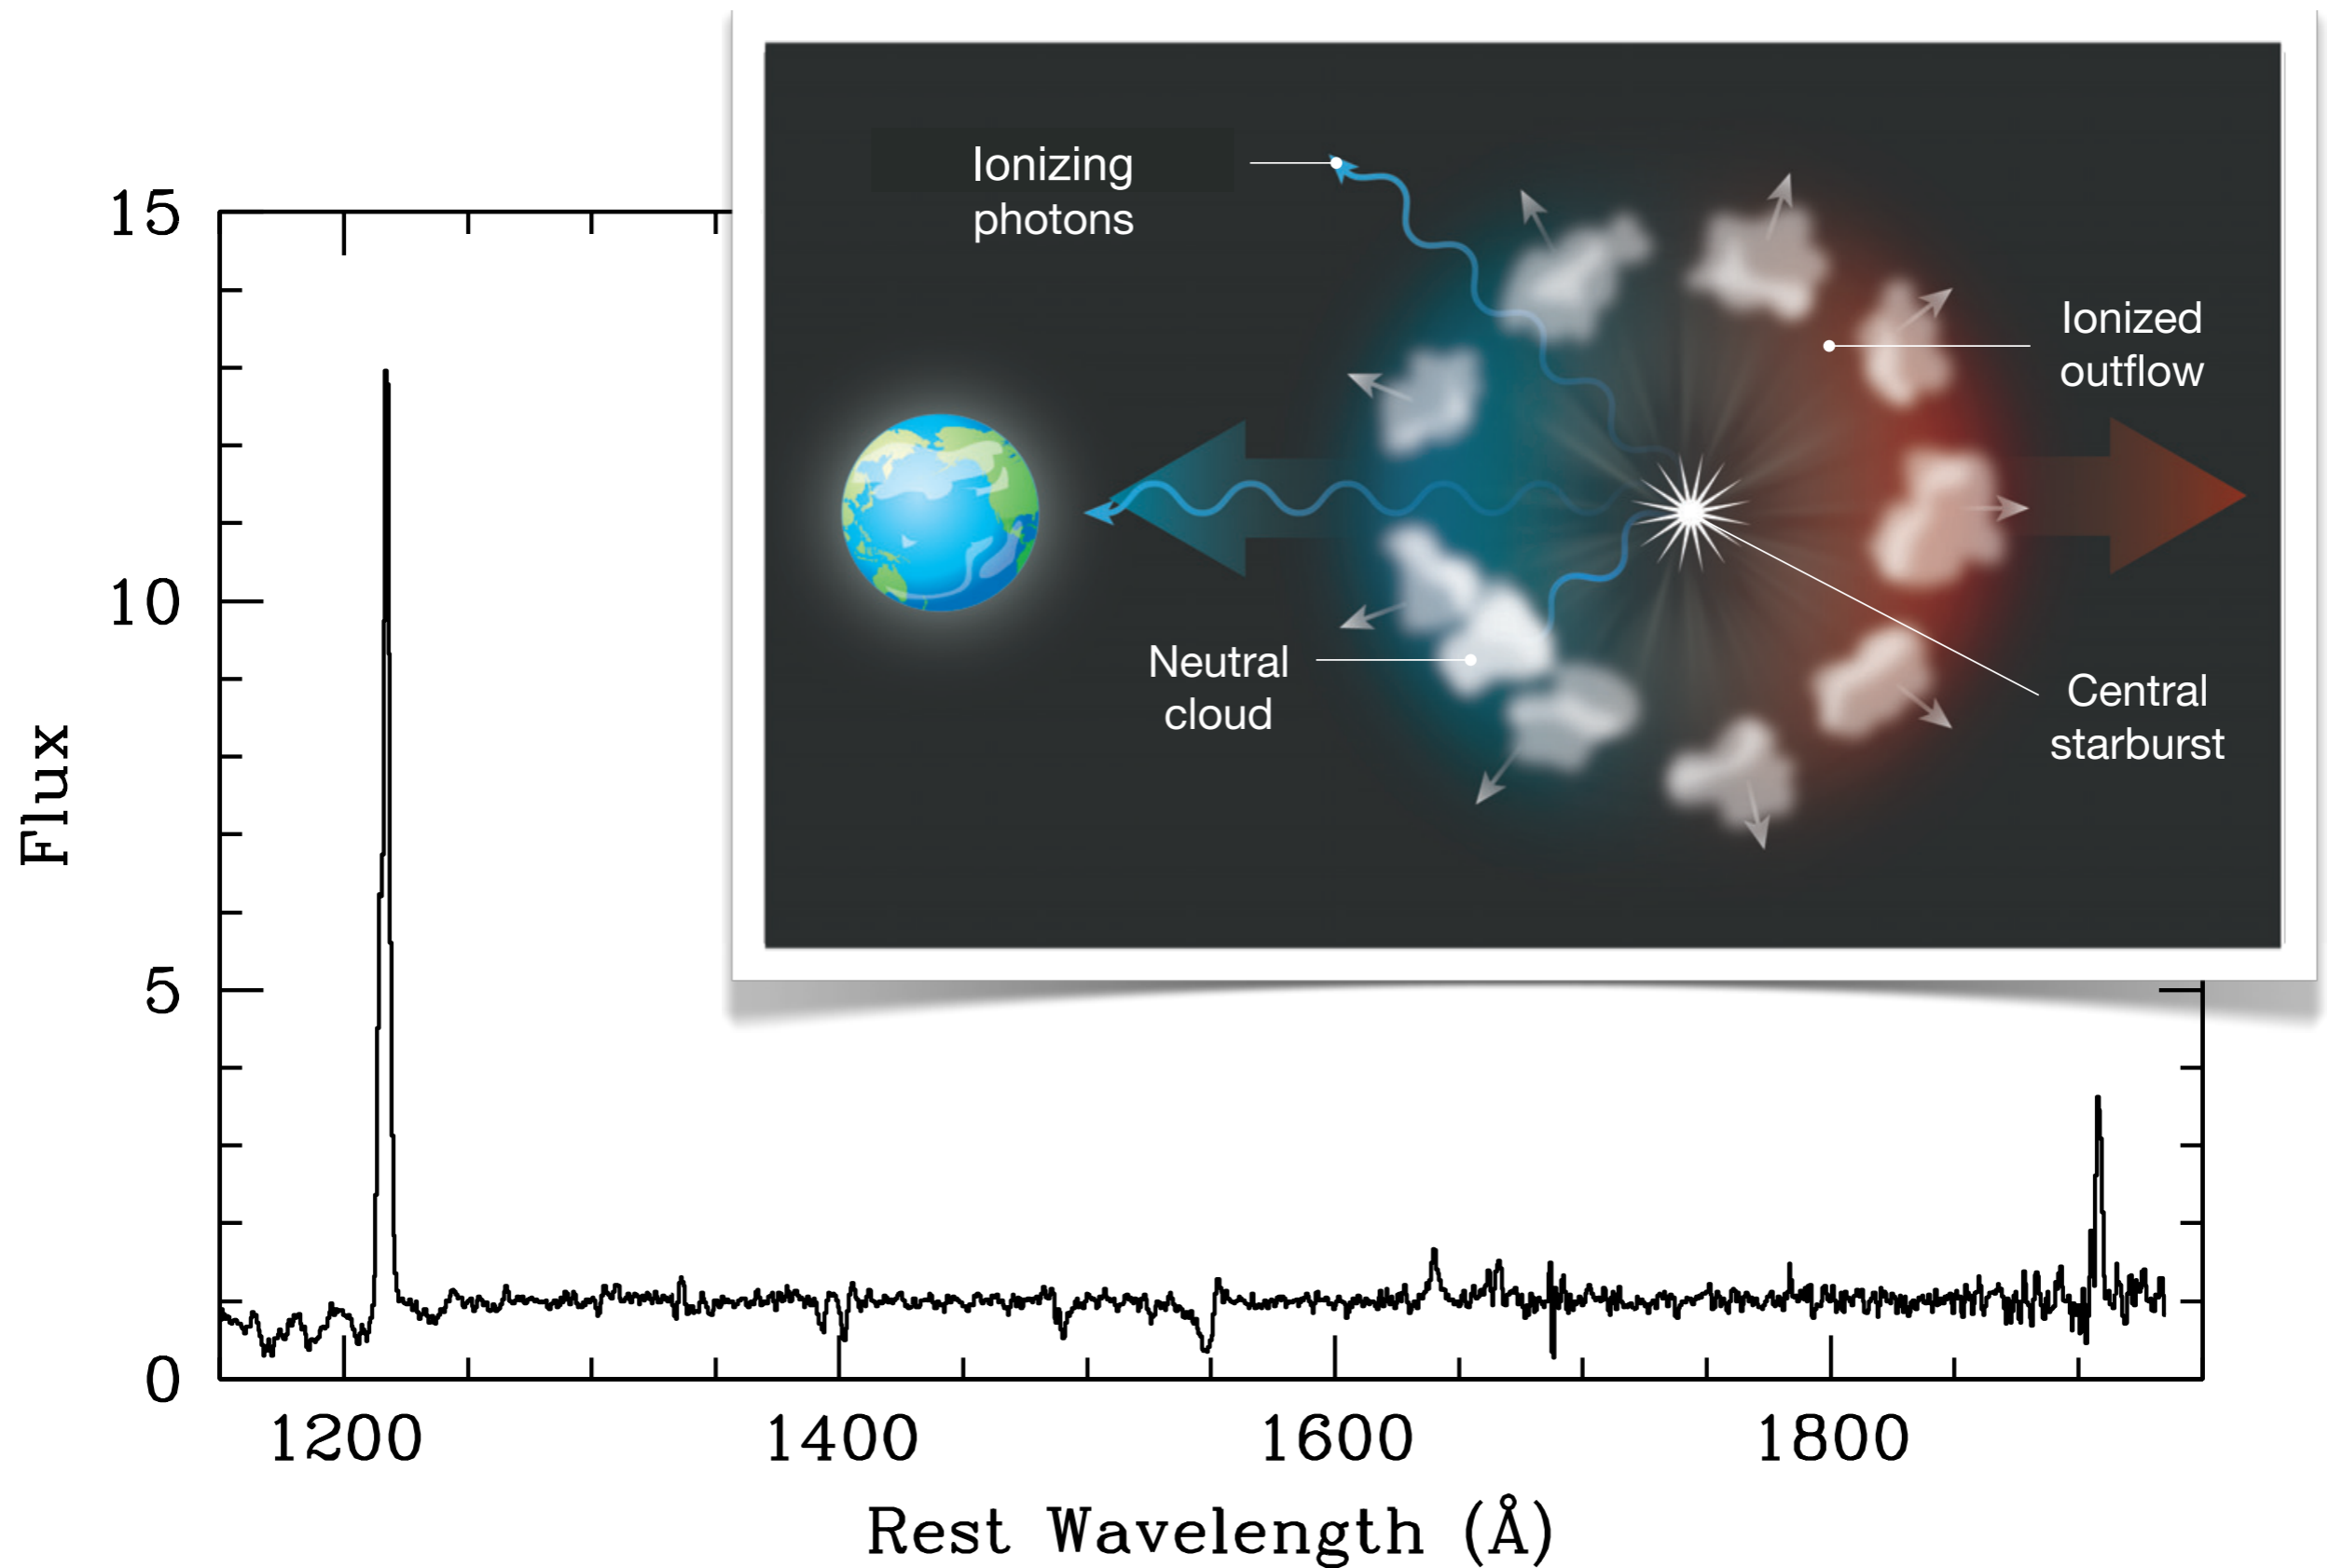 Ionizing
photons
Ionized
outflow
Neutral
cloud
Central
starburst
15
10
5
0
Flux
1200 1400 1600 1800
Rest Wavelength (Å)